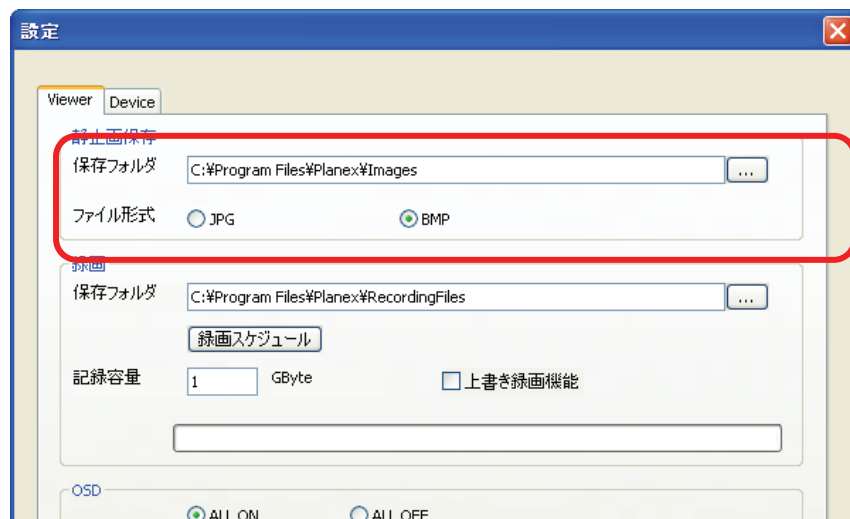 設定
Viewer Device
静止画保存
保存フォルダ C:¥Program Files¥Planex¥Images ...
ファイル形式 JPG BMP
録画
保存フォルダ C:¥Program Files¥Planex¥RecordingFiles ...
録画スケジュール
記録容量 1 GByte 上書き録画機能
OSD
ALL ON ALL OFF